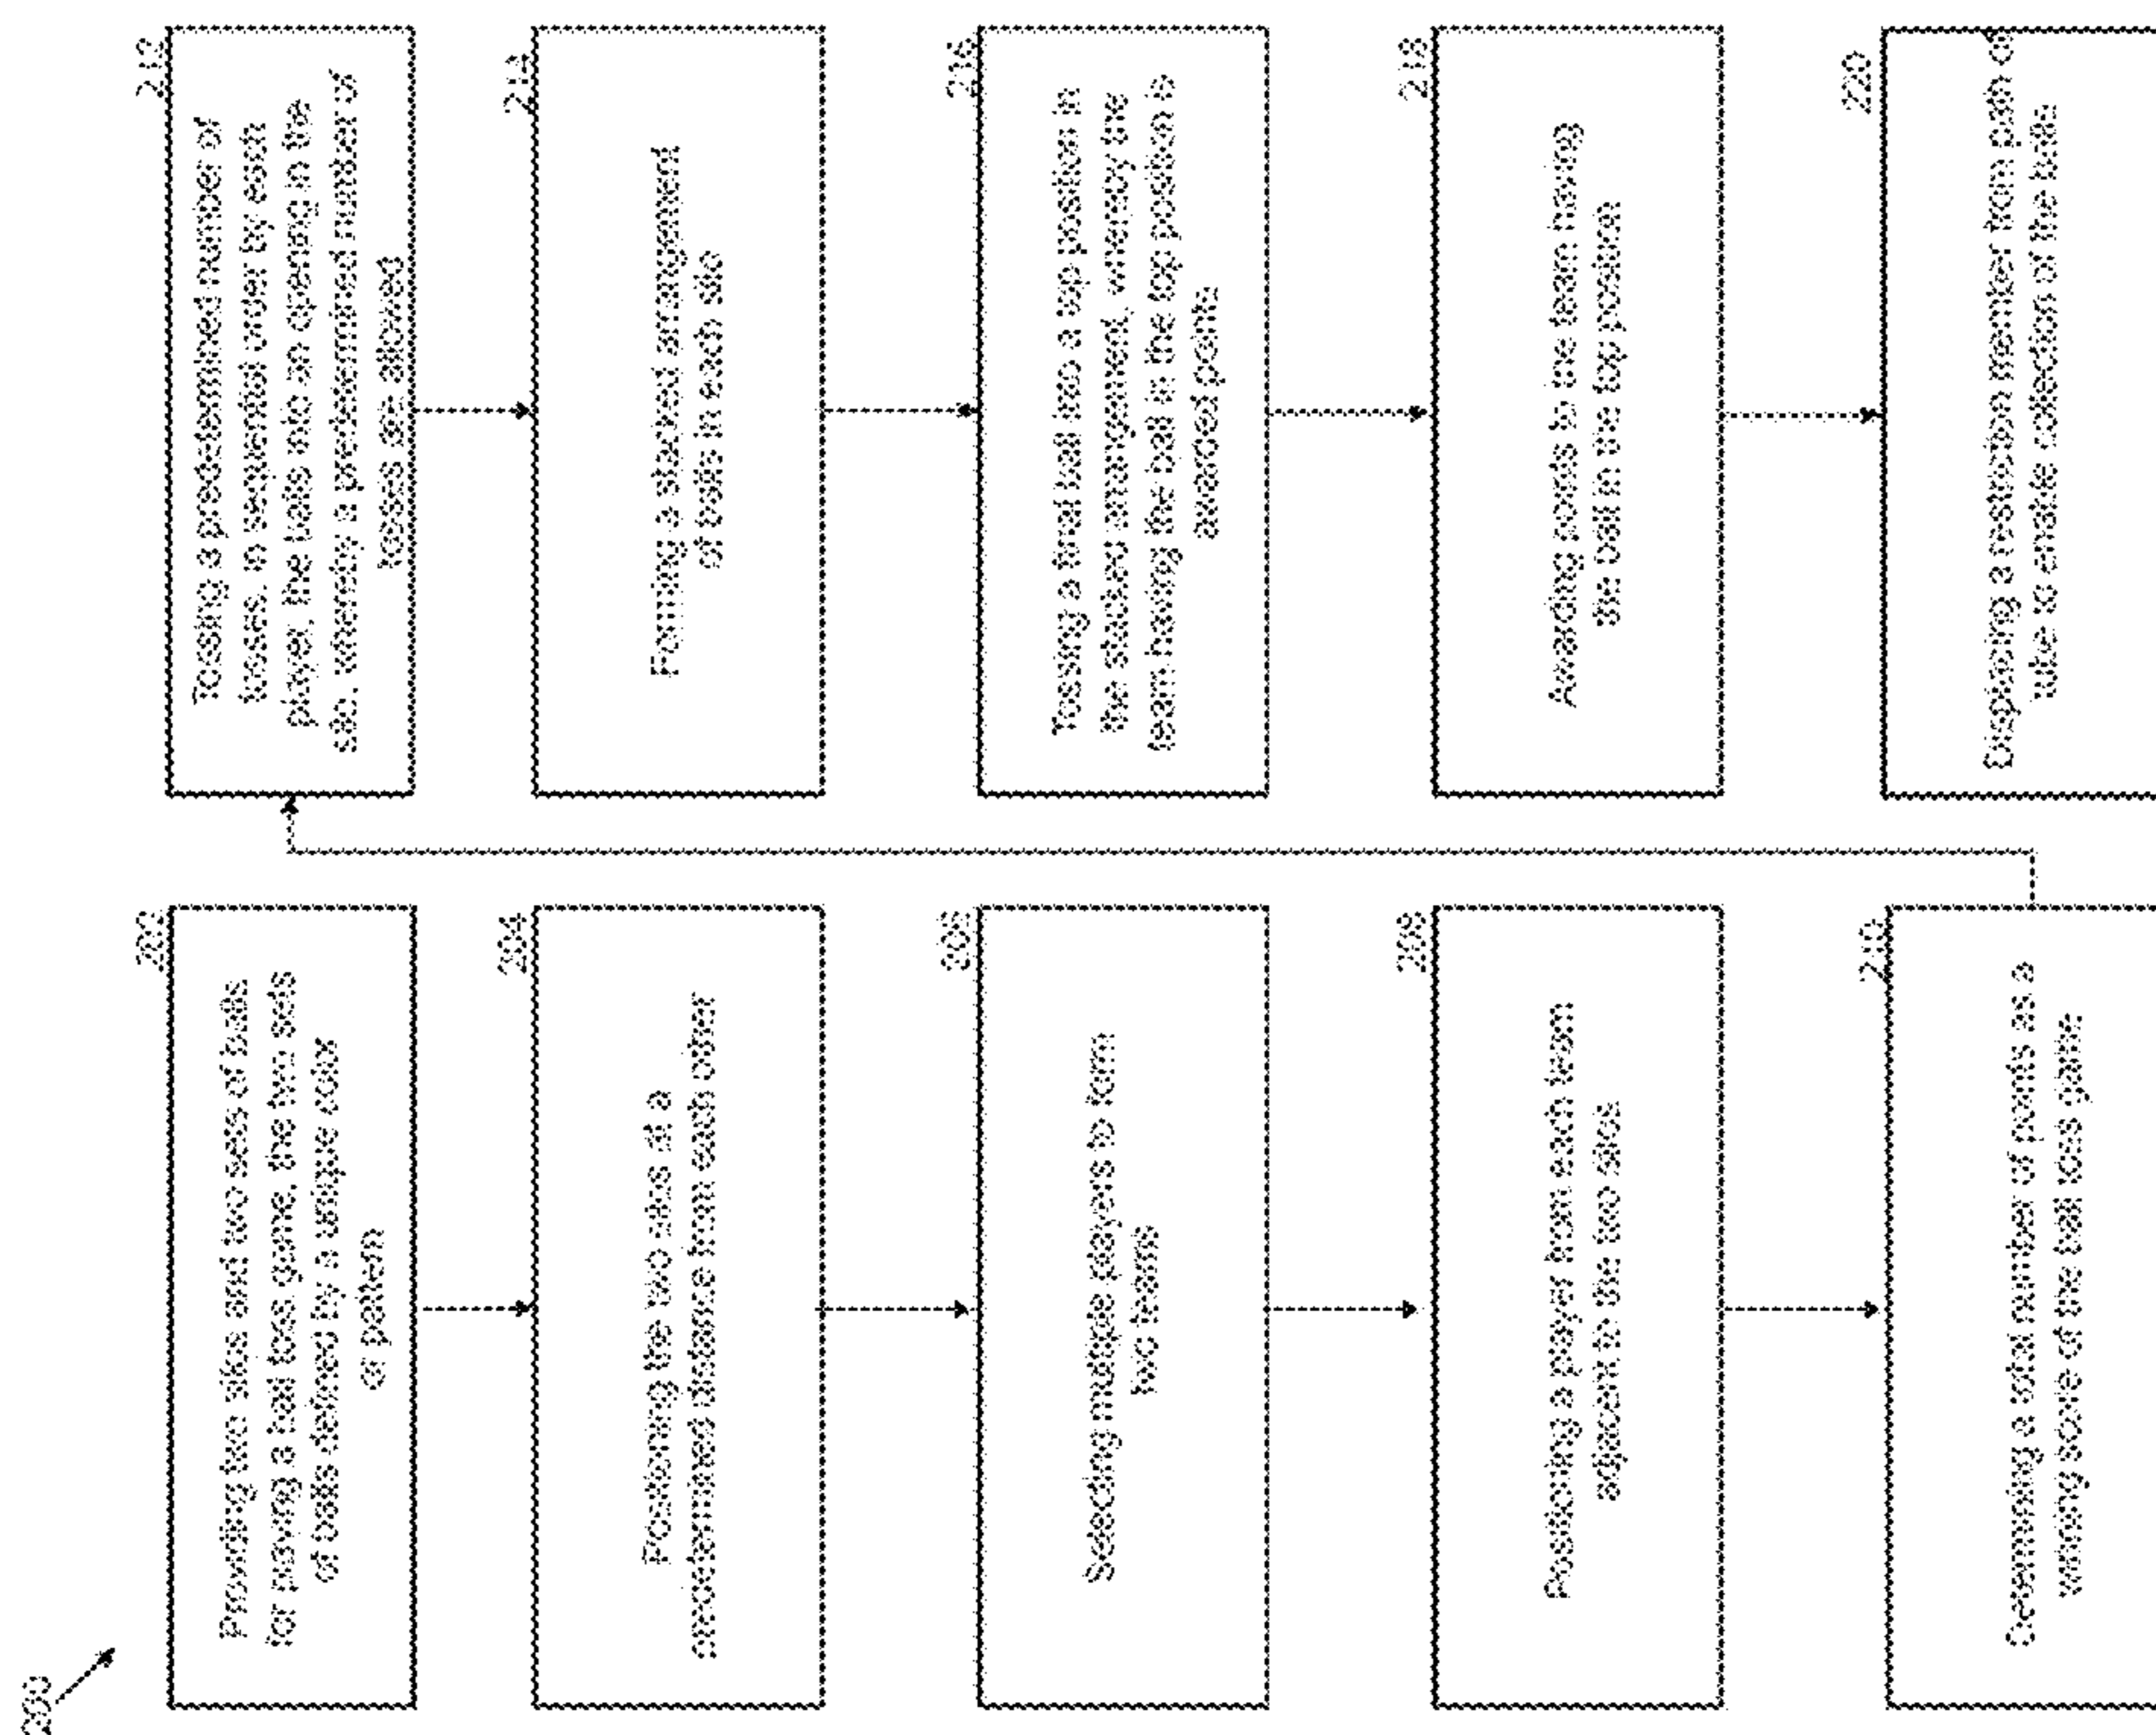 200
202
Providing two silos and two sets of balls
for playing a ball toss game, the two sets
of balls defined by a unique color
or pattern
204
Positioning the two silos at a
predetermined distance from each other
206
Selecting multiple players to form
two teams
208
Positioning a player from each team
adjacent to the two silos
210
Determining a total number of points as a
winning score of the ball toss game
212
Tossing a predetermined number of
tosses, in sequential order by each
player, the balls into an opening in the
silo, whereby a predetermined number of
tosses are allowed
214
Forming a stacked arrangement
of balls in each silo
216
Tossing a final ball into a top position in
the stacked arrangement, whereby the
team having the ball in the top position is
awarded points
218
Awarding points to the team having
the ball in the top position
220
Displacing a restriction member from path of
tube to enable collection of the balls